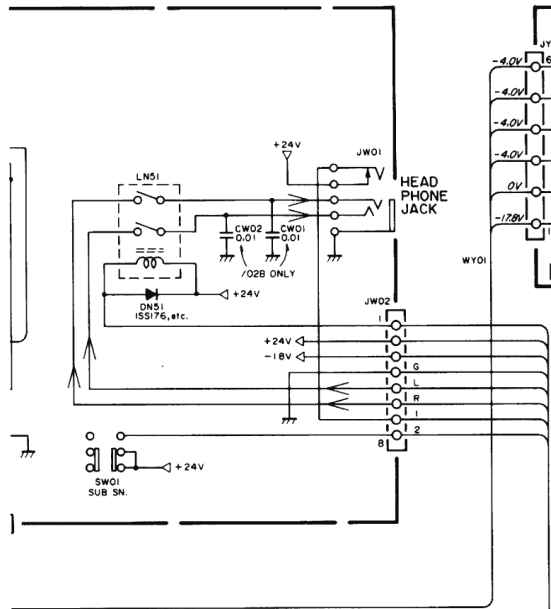 JY
6
-4.0V
-4.0V
-4.0V
-4.0V
0V
-17.8V
1
WY01
+24V
JW01
HEAD
PHONE
JACK
LN51
CW02
0.01
CW01
0.01
/02B ONLY
+24V
DN51
1SS176, etc.
JW02
1
+24V
-18V
G
L
R
1
2
8
SW01
SUB SN.
+24V